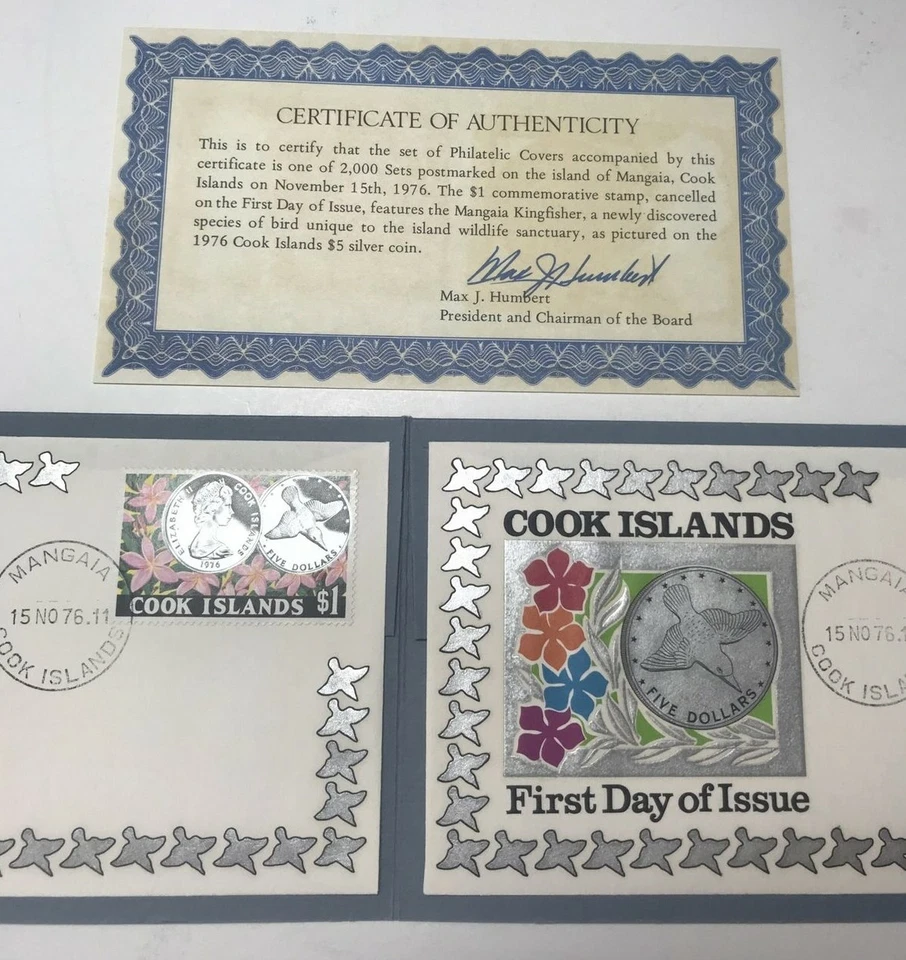 CERTIFICATE OF AUTHENTICITY
This is to certify that the set of Philatelic Covers accompanied by this
certificate is one of 2,000 Sets postmarked on the island of Mangaia, Cook
Islands on November 15th, 1976. The $1 commemorative stamp, cancelled
on the First Day of Issue, features the Mangaia Kingfisher, a newly discovered
species of bird unique to the island wildlife sanctuary, as pictured on the
1976 Cook Islands $5 silver coin.
Max J. Humbert
Max J. Humbert
President and Chairman of the Board
MANGAIA
15 NO 76.11
COOK ISLANDS
ELIZABETH II
COOK ISLANDS
1976
FIVE DOLLARS
COOK ISLANDS $1
COOK ISLANDS
FIVE DOLLARS
First Day of Issue
MANGAIA
15 NO 76.1
COOK ISLA